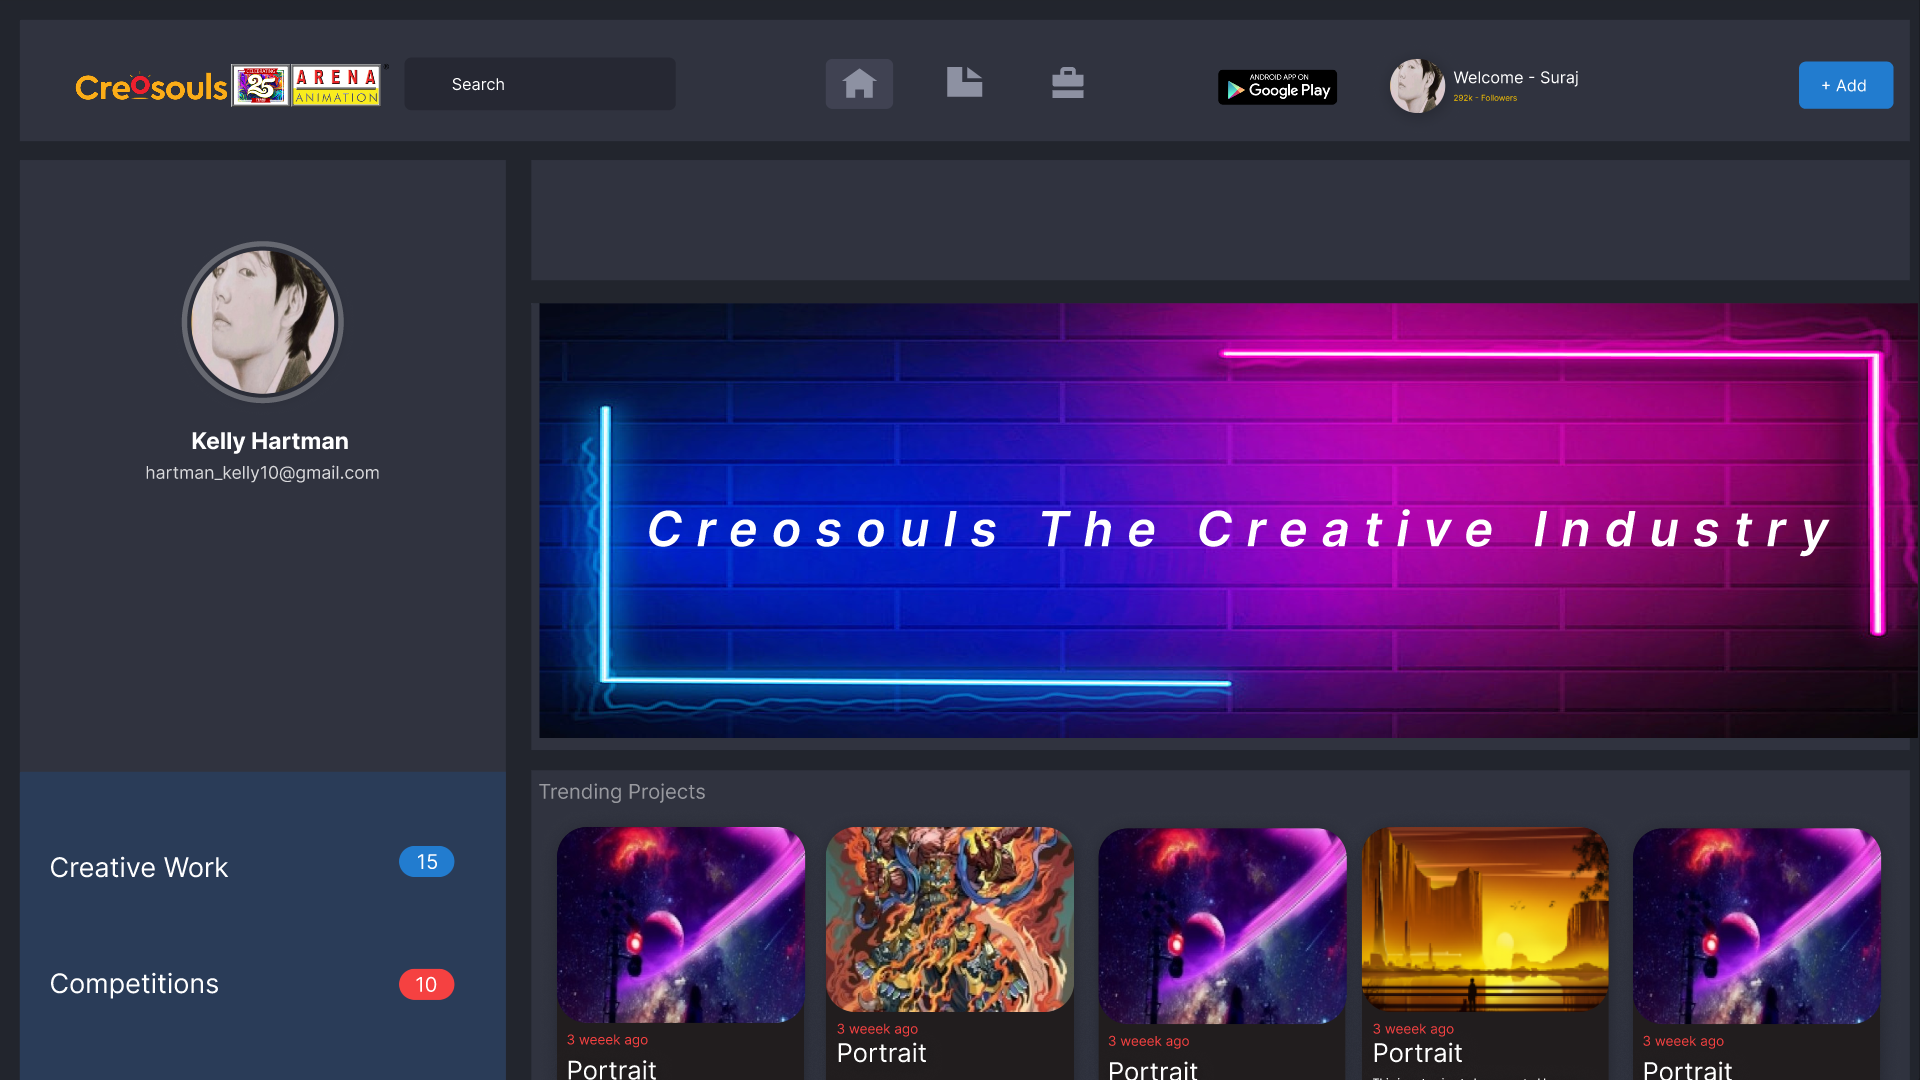 Creosouls
CELEBRATING
25
YEARS
ARENA
ANIMATION
Search
ANDROID APP ON
Google Play
Welcome - Suraj
292k - Followers
+ Add
Kelly Hartman
hartman_kelly10@gmail.com
Creosouls The Creative Industry
Trending Projects
Creative Work
15
Competitions
10
3 weeek ago
Portrait
3 weeek ago
Portrait
3 weeek ago
Portrait
3 weeek ago
Portrait
3 weeek ago
Portrait